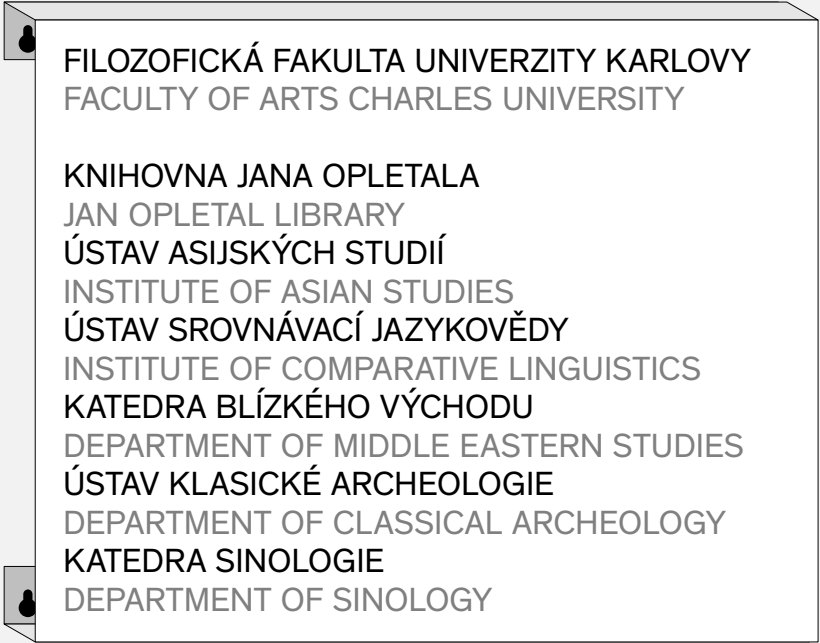 FILOZOFICKÁ FAKULTA UNIVERZITY KARLOVY
FACULTY OF ARTS CHARLES UNIVERSITY
KNIHOVNA JANA OPLETALA
JAN OPLETAL LIBRARY
ÚSTAV ASIJSKÝCH STUDIÍ
INSTITUTE OF ASIAN STUDIES
ÚSTAV SROVNÁVACÍ JAZYKOVĚDY
INSTITUTE OF COMPARATIVE LINGUISTICS
KATEDRA BLÍZKÉHO VÝCHODU
DEPARTMENT OF MIDDLE EASTERN STUDIES
ÚSTAV KLASICKÉ ARCHEOLOGIE
DEPARTMENT OF CLASSICAL ARCHEOLOGY
KATEDRA SINOLOGIE
DEPARTMENT OF SINOLOGY